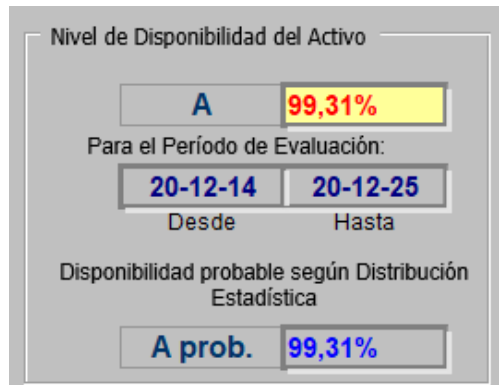 Nivel de Disponibilidad del Activo
A 99,31%
Para el Período de Evaluación:
20-12-14 20-12-25
Desde Hasta
Disponibilidad probable según Distribución
Estadística
A prob. 99,31%